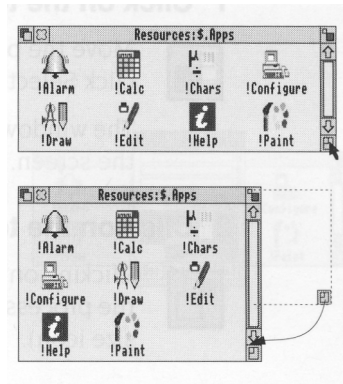 Resources:$.Apps
!Alarm !Calc !Chars !Configure
!Draw !Edit !Help !Paint
Resources:$.Apps
!Alarm !Calc !Chars
!Configure !Draw !Edit
!Help !Paint